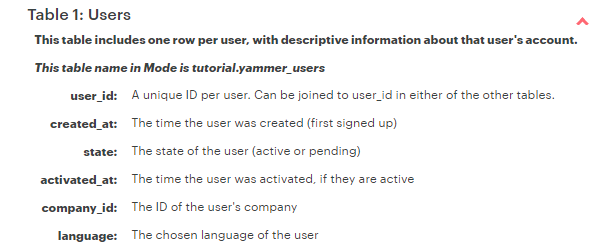 Table 1: Users
This table includes one row per user, with descriptive information about that user's account.
This table name in Mode is tutorial.yammer_users
user_id: A unique ID per user. Can be joined to user_id in either of the other tables.
created_at: The time the user was created (first signed up)
state: The state of the user (active or pending)
activated_at: The time the user was activated, if they are active
company_id: The ID of the user's company
language: The chosen language of the user